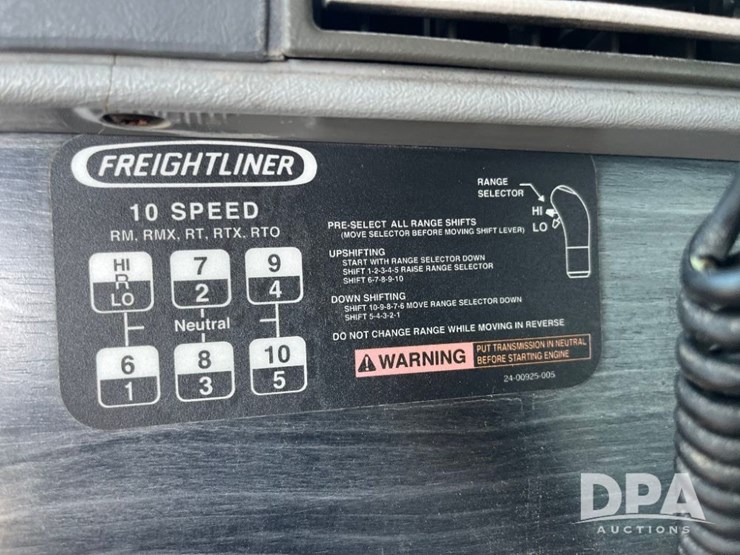 FREIGHTLINER
10 SPEED
RM, RMX, RT, RTX, RTO
HI 7 9
R
LO 2 4
Neutral
6 8 10
1 3 5
RANGE
SELECTOR
HI
LO
PRE-SELECT ALL RANGE SHIFTS
(MOVE SELECTOR BEFORE MOVING SHIFT LEVER)
UPSHIFTING
START WITH RANGE SELECTOR DOWN
SHIFT 1-2-3-4-5 RAISE RANGE SELECTOR
SHIFT 6-7-8-9-10
DOWN SHIFTING
SHIFT 10-9-8-7-6 MOVE RANGE SELECTOR DOWN
SHIFT 5-4-3-2-1
DO NOT CHANGE RANGE WHILE MOVING IN REVERSE
WARNING
PUT TRANSMISSION IN NEUTRAL
BEFORE STARTING ENGINE
24-00925-005
DPA
AUCTIONS